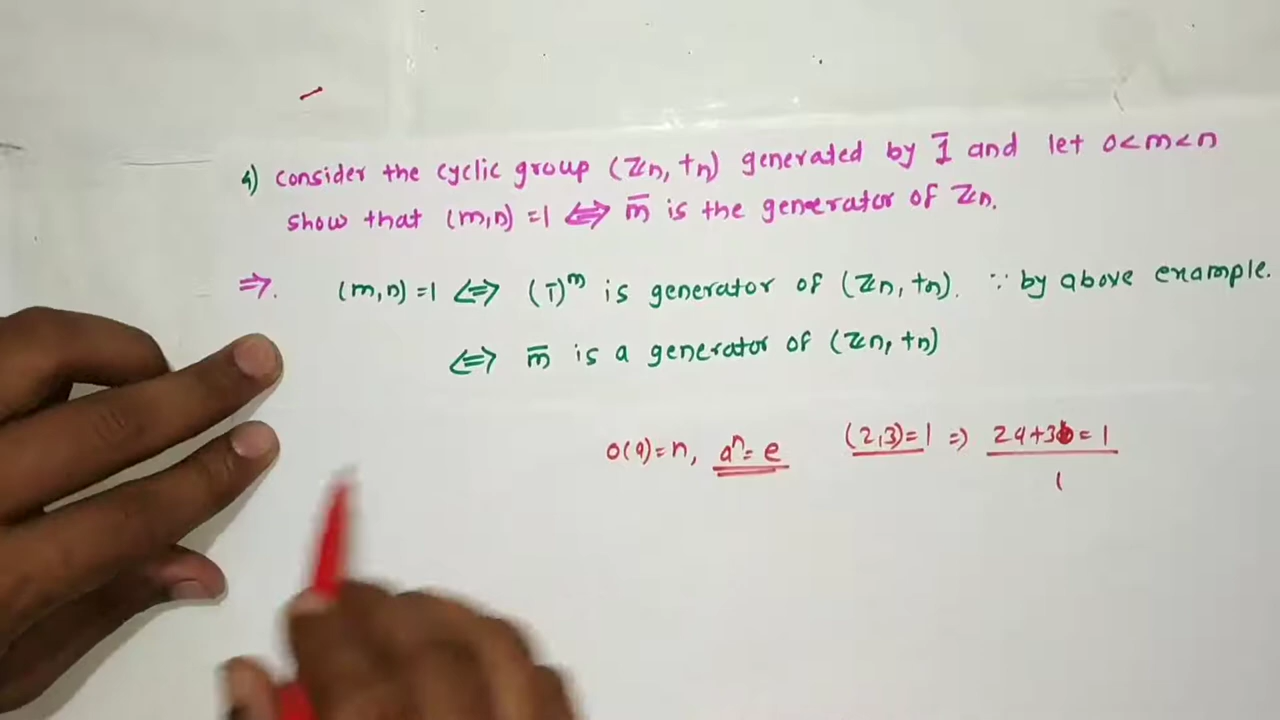 4) Consider the cyclic group (Zn, +n) generated by 1̄ and let 0<m<n
show that (m,n) =1 ⟺ m̄ is the generator of Zn.
⇒. (m,n)=1 ⟺ (1̄)^m is generator of (Zn, +n). ∵ by above example.
⟺ m̄ is a generator of (Zn, +n)
o(a)=n, a^n = e (2,3)=1 ⇒ 2a+3b=1
(